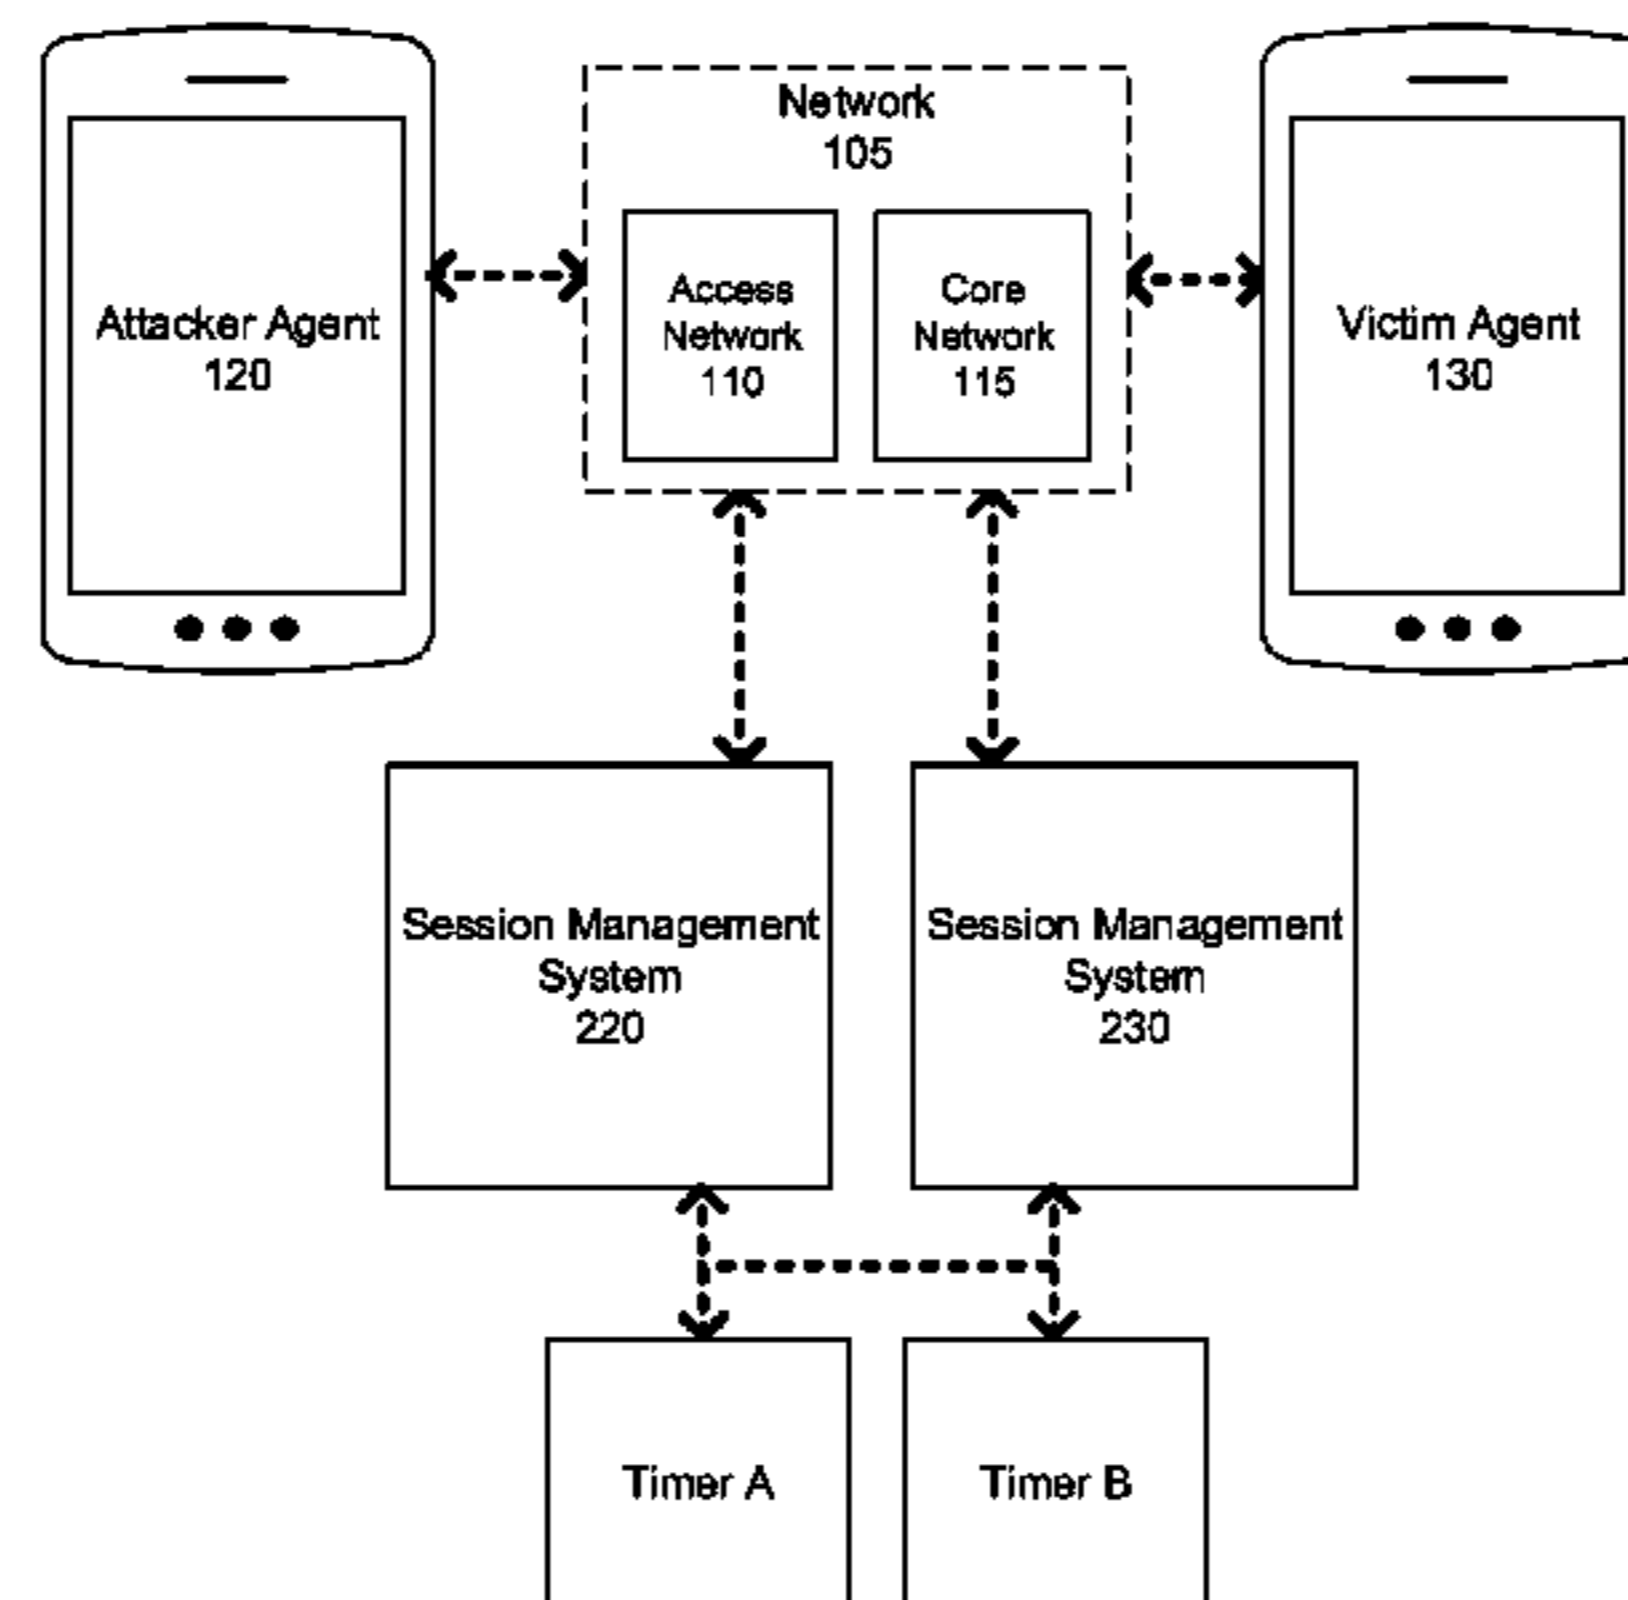 Attacker Agent
120
Network
105
Access
Network
110
Core
Network
115
Victim Agent
130
Session Management
System
220
Session Management
System
230
Timer A
Timer B